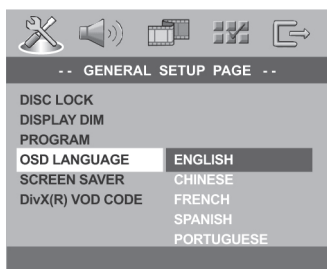 -- GENERAL SETUP PAGE --
DISC LOCK
DISPLAY DIM
PROGRAM
OSD LANGUAGE ENGLISH
SCREEN SAVER CHINESE
DivX(R) VOD CODE FRENCH
SPANISH
PORTUGUESE